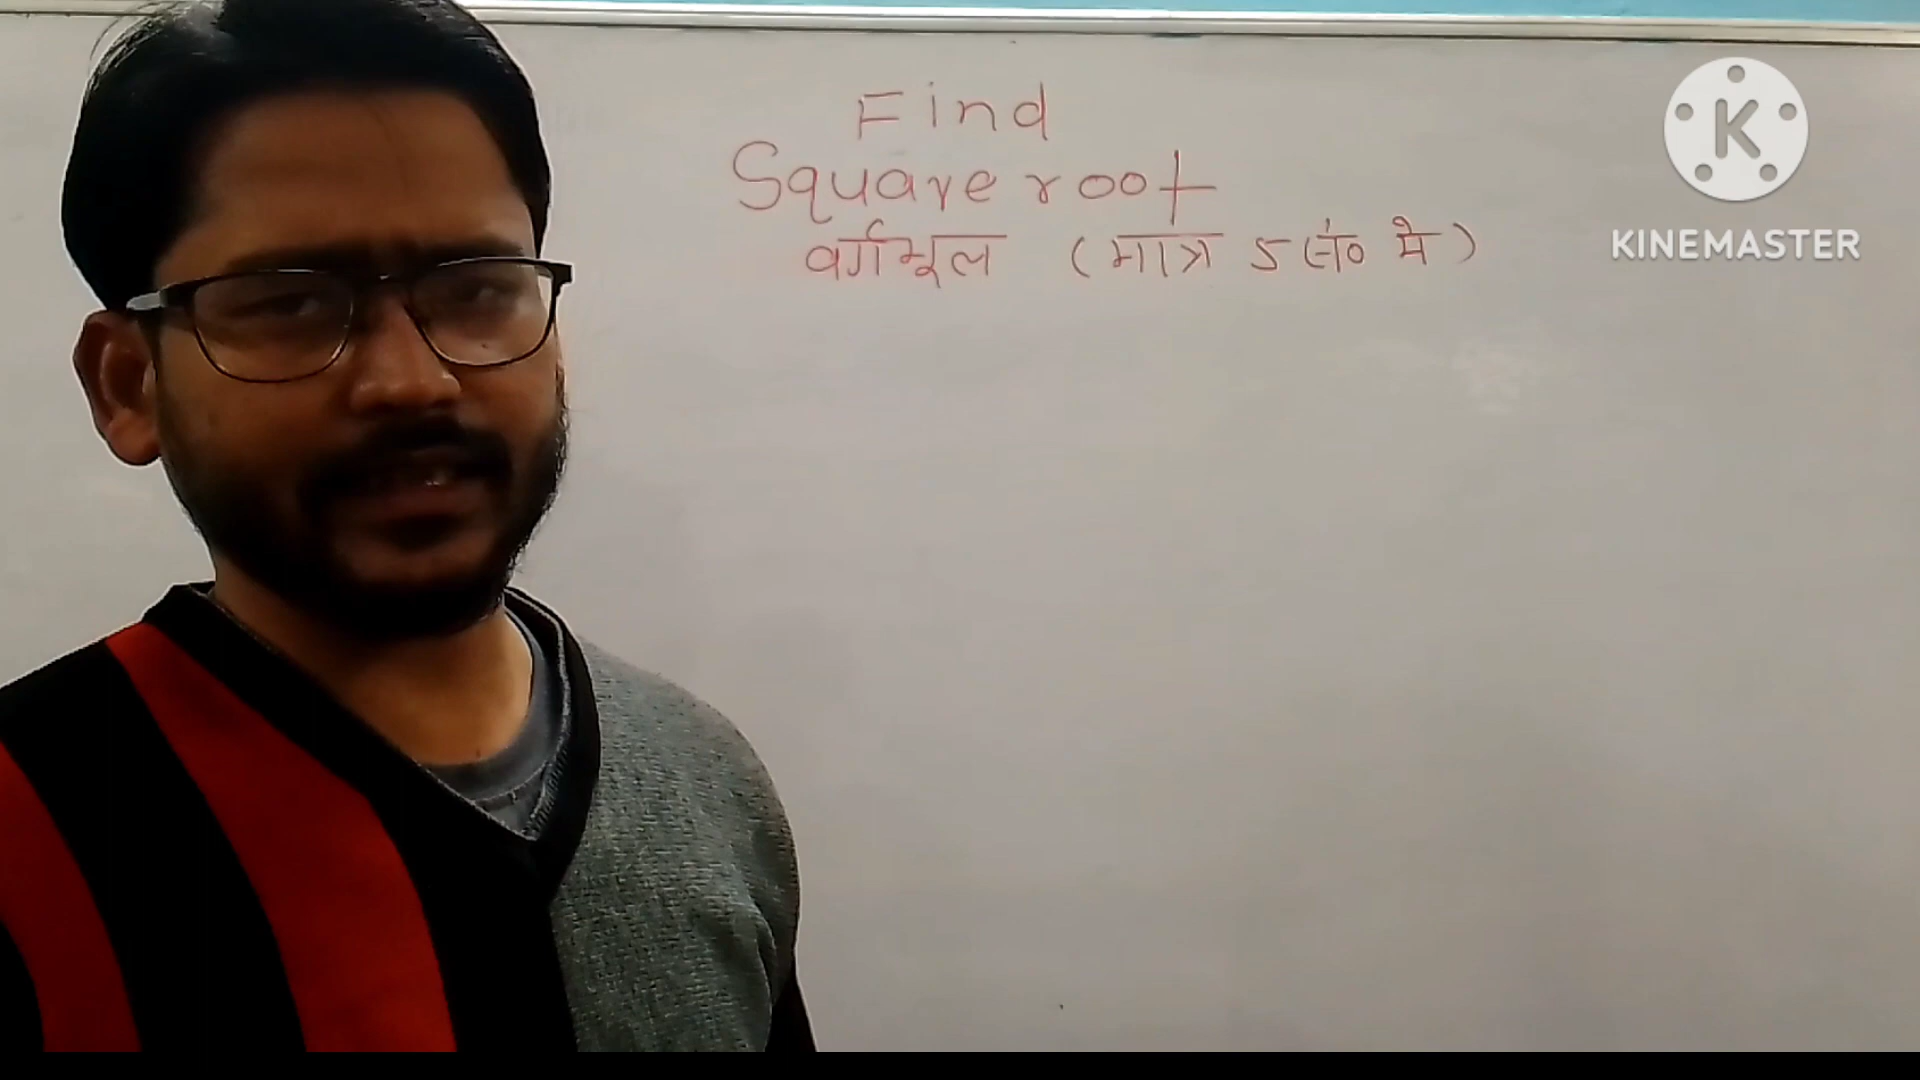 Find
Square root
वर्गमूल (मात्र 5 सें० मे)
K
KINEMASTER